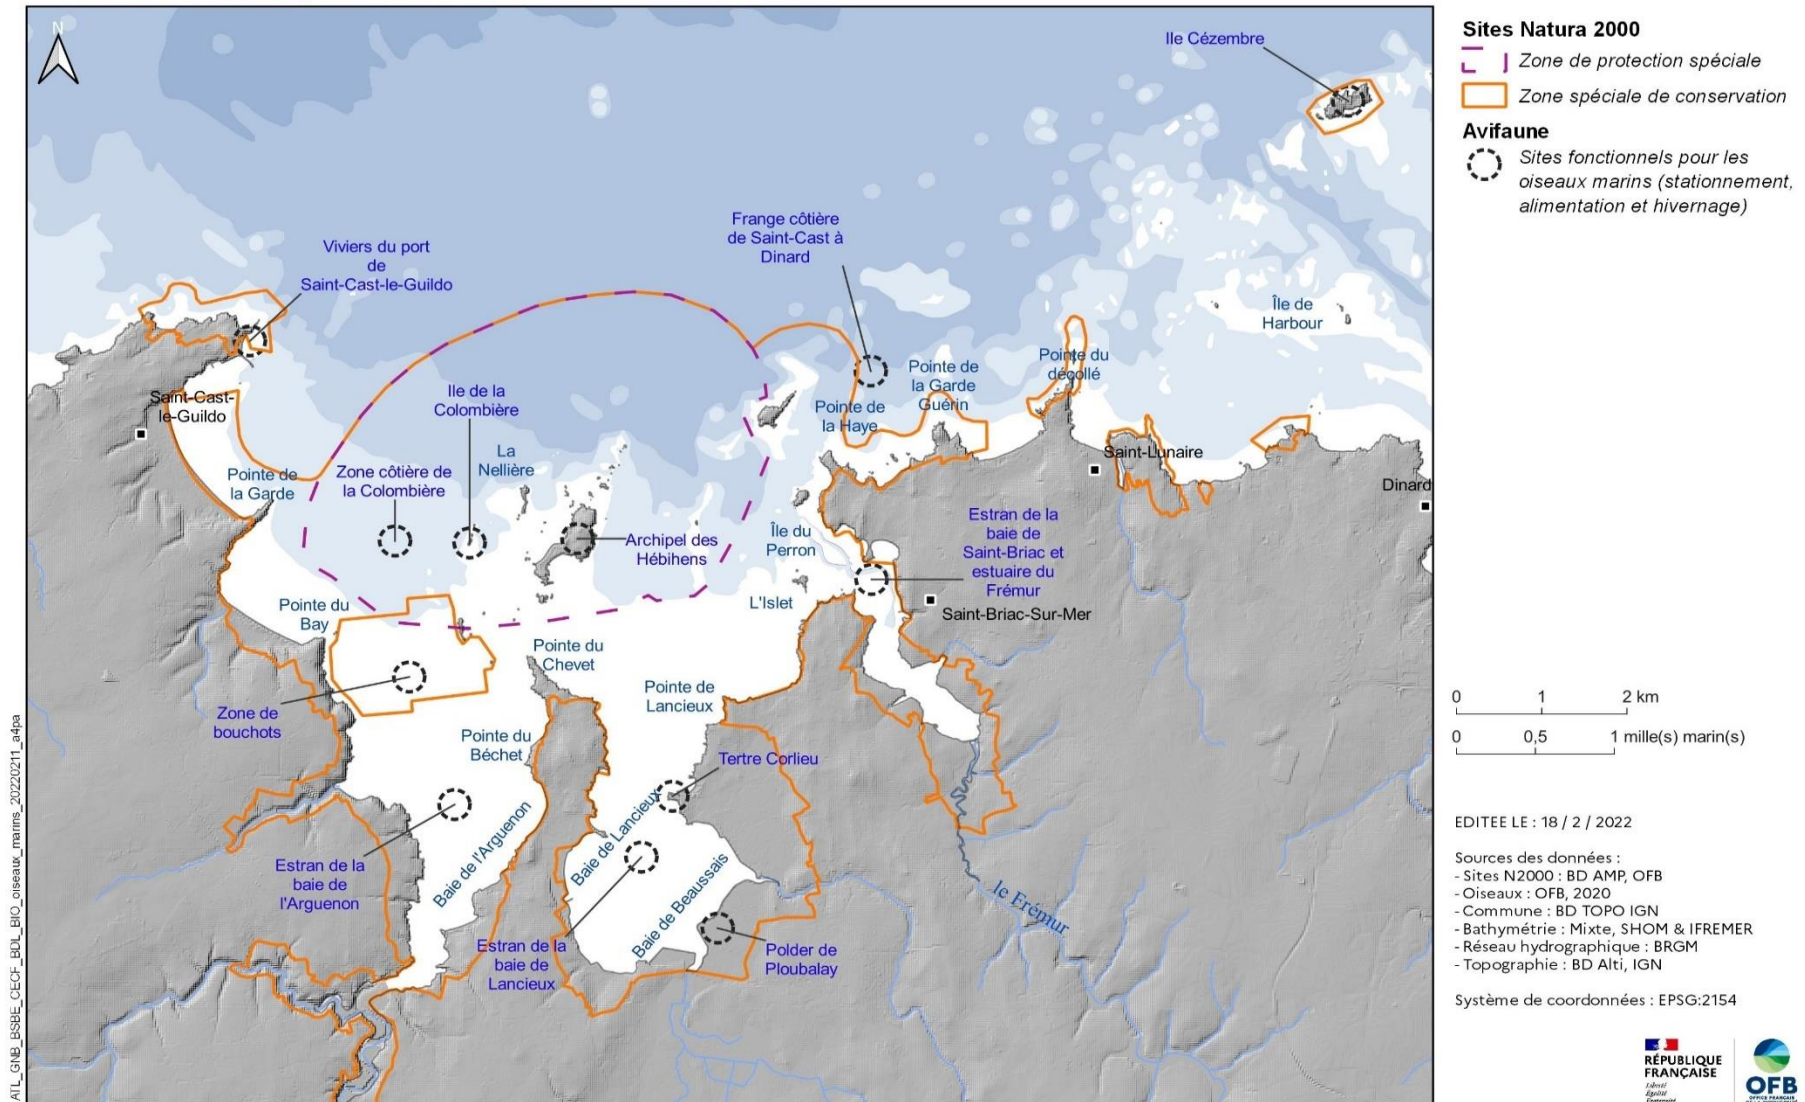 N
Ile Cézembre
Frange côtière
de Saint-Cast à
Dinard
Viviers du port
de
Saint-Cast-le-Guildo
Île de
Harbour
Pointe du
décollé
Pointe de
la Garde
Guérin
Pointe de
la Haye
Ile de la
Colombière
Saint-Cast-
le-Guildo
La
Nellière
Saint-Lunaire
Pointe de
la Garde
Zone côtière de
la Colombière
Dinard
Archipel des
Hébihens
Île du
Perron
Estran de la
baie de
Saint-Briac et
estuaire du
Frémur
L'Islet
Saint-Briac-Sur-Mer
Pointe du
Bay
Pointe du
Chevet
Pointe de
Lancieux
Zone de
bouchots
Pointe du
Béchet
Tertre Corlieu
Baie de l'Arguenon
Baie de Lancieux
Baie de Beaussais
Estran de la
baie de
l'Arguenon
le Frémur
Estran de la
baie de
Lancieux
Polder de
Ploubalay
ATL_GNB_BSBE_CECF_BDL_BIO_oiseaux_marins_20220211_a4pa
Sites Natura 2000
Zone de protection spéciale
Zone spéciale de conservation
Avifaune
Sites fonctionnels pour les
oiseaux marins (stationnement,
alimentation et hivernage)
0 1 2 km
0 0,5 1 mille(s) marin(s)
EDITEE LE : 18 / 2 / 2022
Sources des données :
- Sites N2000 : BD AMP, OFB
- Oiseaux : OFB, 2020
- Commune : BD TOPO IGN
- Bathymétrie : Mixte, SHOM & IFREMER
- Réseau hydrographique : BRGM
- Topographie : BD Alti, IGN
Système de coordonnées : EPSG:2154
RÉPUBLIQUE
FRANÇAISE
Liberté
Égalité
OFB